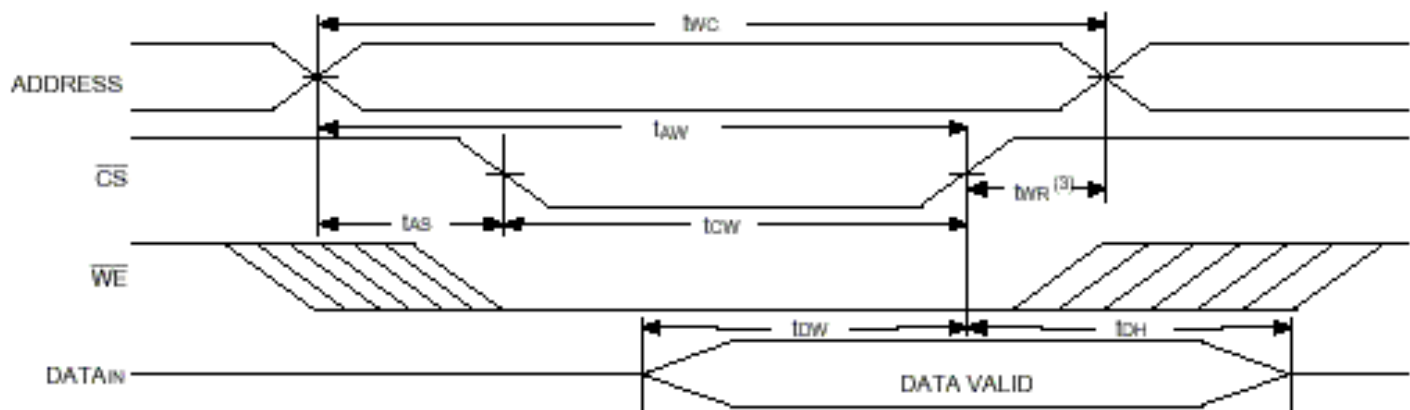 tWC
ADDRESS
tAW
CS
tWR (3)
tAS
tCW
WE
tDW
tDH
DATAIN
DATA VALID